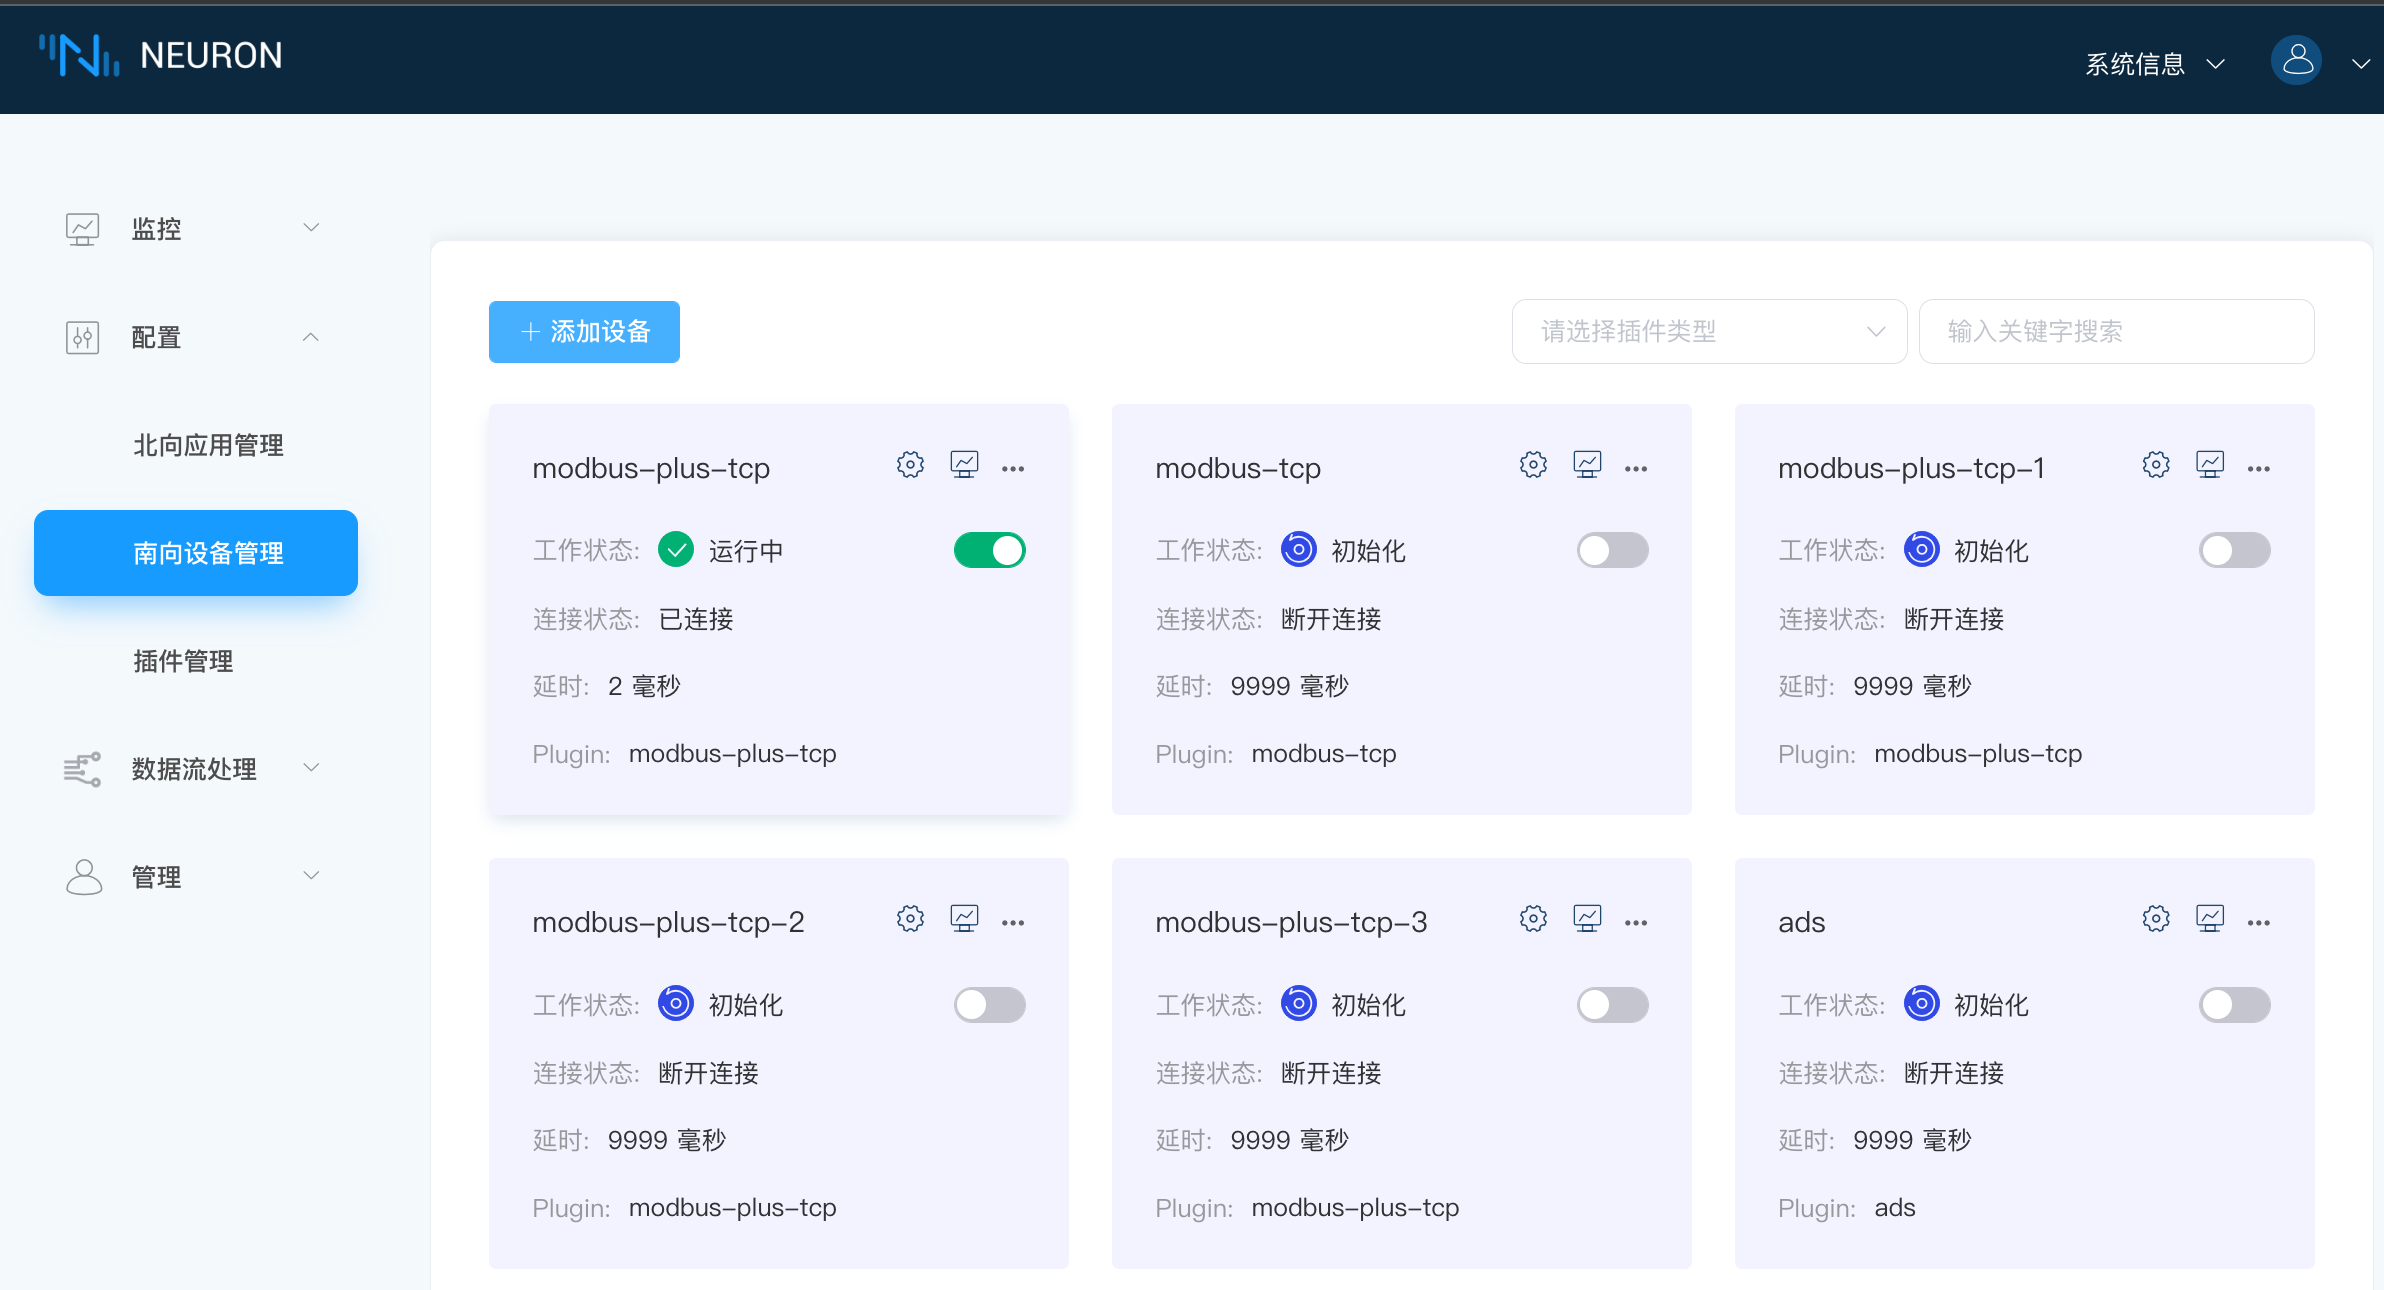 NEURON
系统信息
监控
配置
北向应用管理
南向设备管理
插件管理
数据流处理
管理
添加设备
请选择插件类型
输入关键字搜索
modbus-plus-tcp
工作状态: 运行中
连接状态: 已连接
延时: 2 毫秒
Plugin: modbus-plus-tcp
modbus-tcp
工作状态: 初始化
连接状态: 断开连接
延时: 9999 毫秒
Plugin: modbus-tcp
modbus-plus-tcp-1
工作状态: 初始化
连接状态: 断开连接
延时: 9999 毫秒
Plugin: modbus-plus-tcp
modbus-plus-tcp-2
工作状态: 初始化
连接状态: 断开连接
延时: 9999 毫秒
Plugin: modbus-plus-tcp
modbus-plus-tcp-3
工作状态: 初始化
连接状态: 断开连接
延时: 9999 毫秒
Plugin: modbus-plus-tcp
ads
工作状态: 初始化
连接状态: 断开连接
延时: 9999 毫秒
Plugin: ads